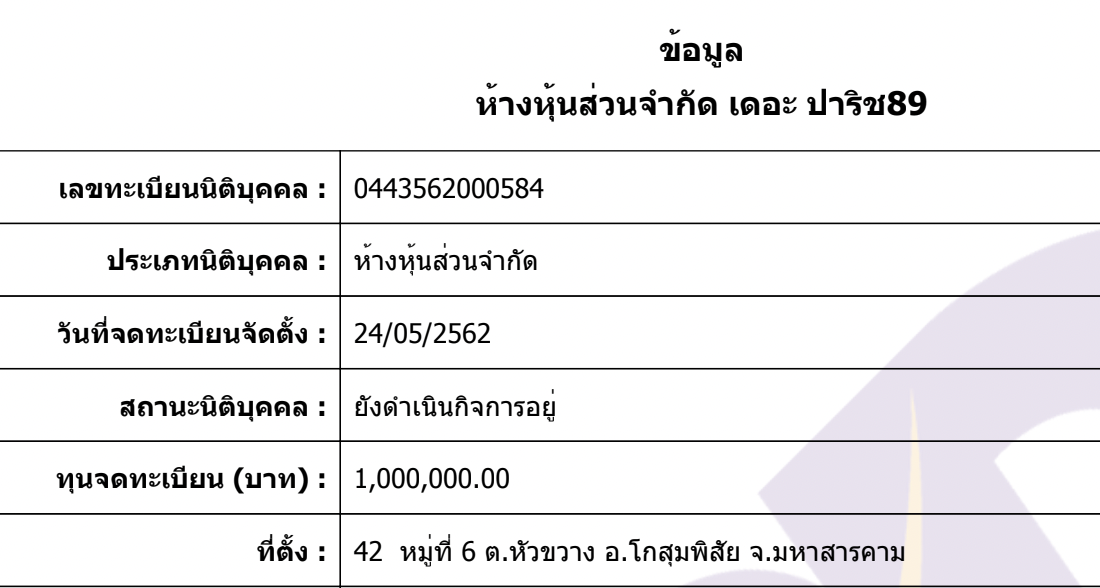 ข้อมูล
ห้างหุ้นส่วนจำกัด เดอะ ปาริช89
เลขทะเบียนนิติบุคคล : 0443562000584
ประเภทนิติบุคคล : ห้างหุ้นส่วนจำกัด
วันที่จดทะเบียนจัดตั้ง : 24/05/2562
สถานะนิติบุคคล : ยังดำเนินกิจการอยู่
ทุนจดทะเบียน (บาท) : 1,000,000.00
ที่ตั้ง : 42 หมู่ที่ 6 ต.หัวขวาง อ.โกสุมพิสัย จ.มหาสารคาม